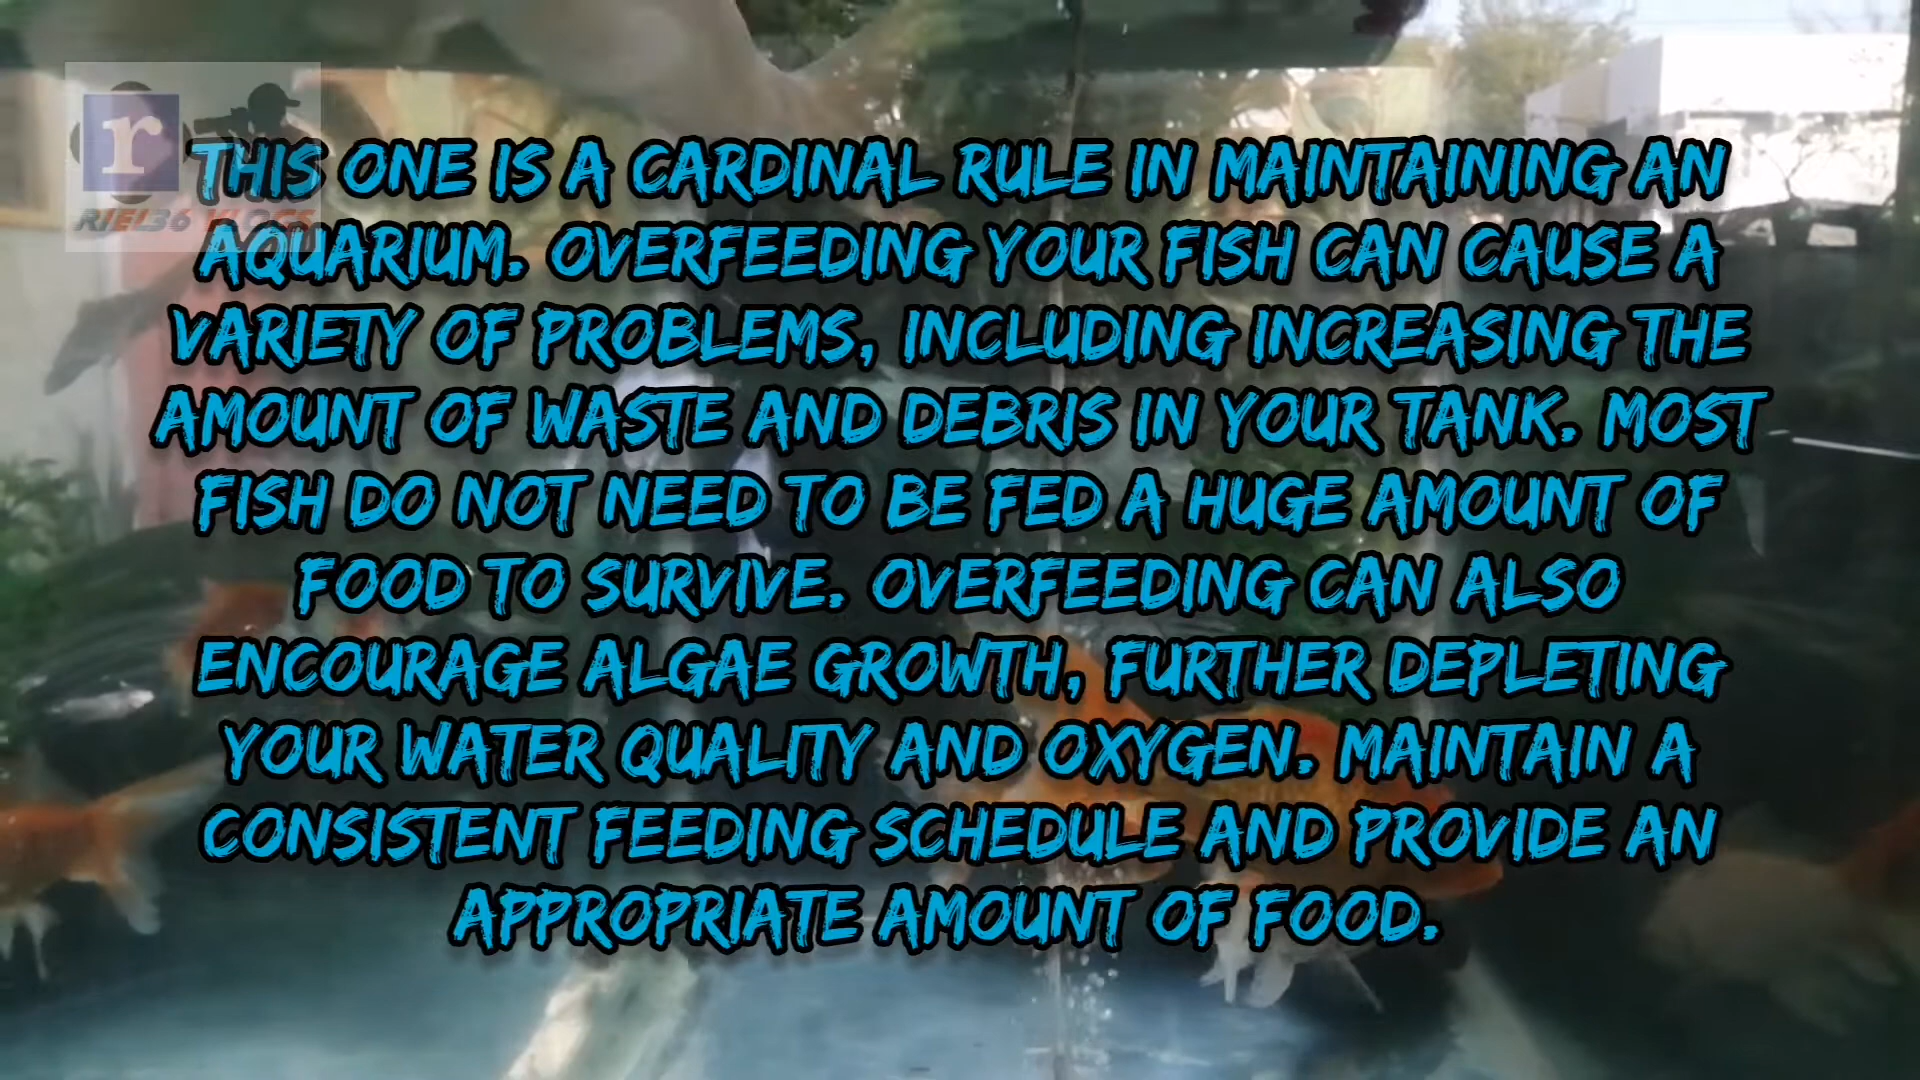 r
RIEL36 VLOGS
THIS ONE IS A CARDINAL RULE IN MAINTAINING AN
AQUARIUM. OVERFEEDING YOUR FISH CAN CAUSE A
VARIETY OF PROBLEMS, INCLUDING INCREASING THE
AMOUNT OF WASTE AND DEBRIS IN YOUR TANK. MOST
FISH DO NOT NEED TO BE FED A HUGE AMOUNT OF
FOOD TO SURVIVE. OVERFEEDING CAN ALSO
ENCOURAGE ALGAE GROWTH, FURTHER DEPLETING
YOUR WATER QUALITY AND OXYGEN. MAINTAIN A
CONSISTENT FEEDING SCHEDULE AND PROVIDE AN
APPROPRIATE AMOUNT OF FOOD.